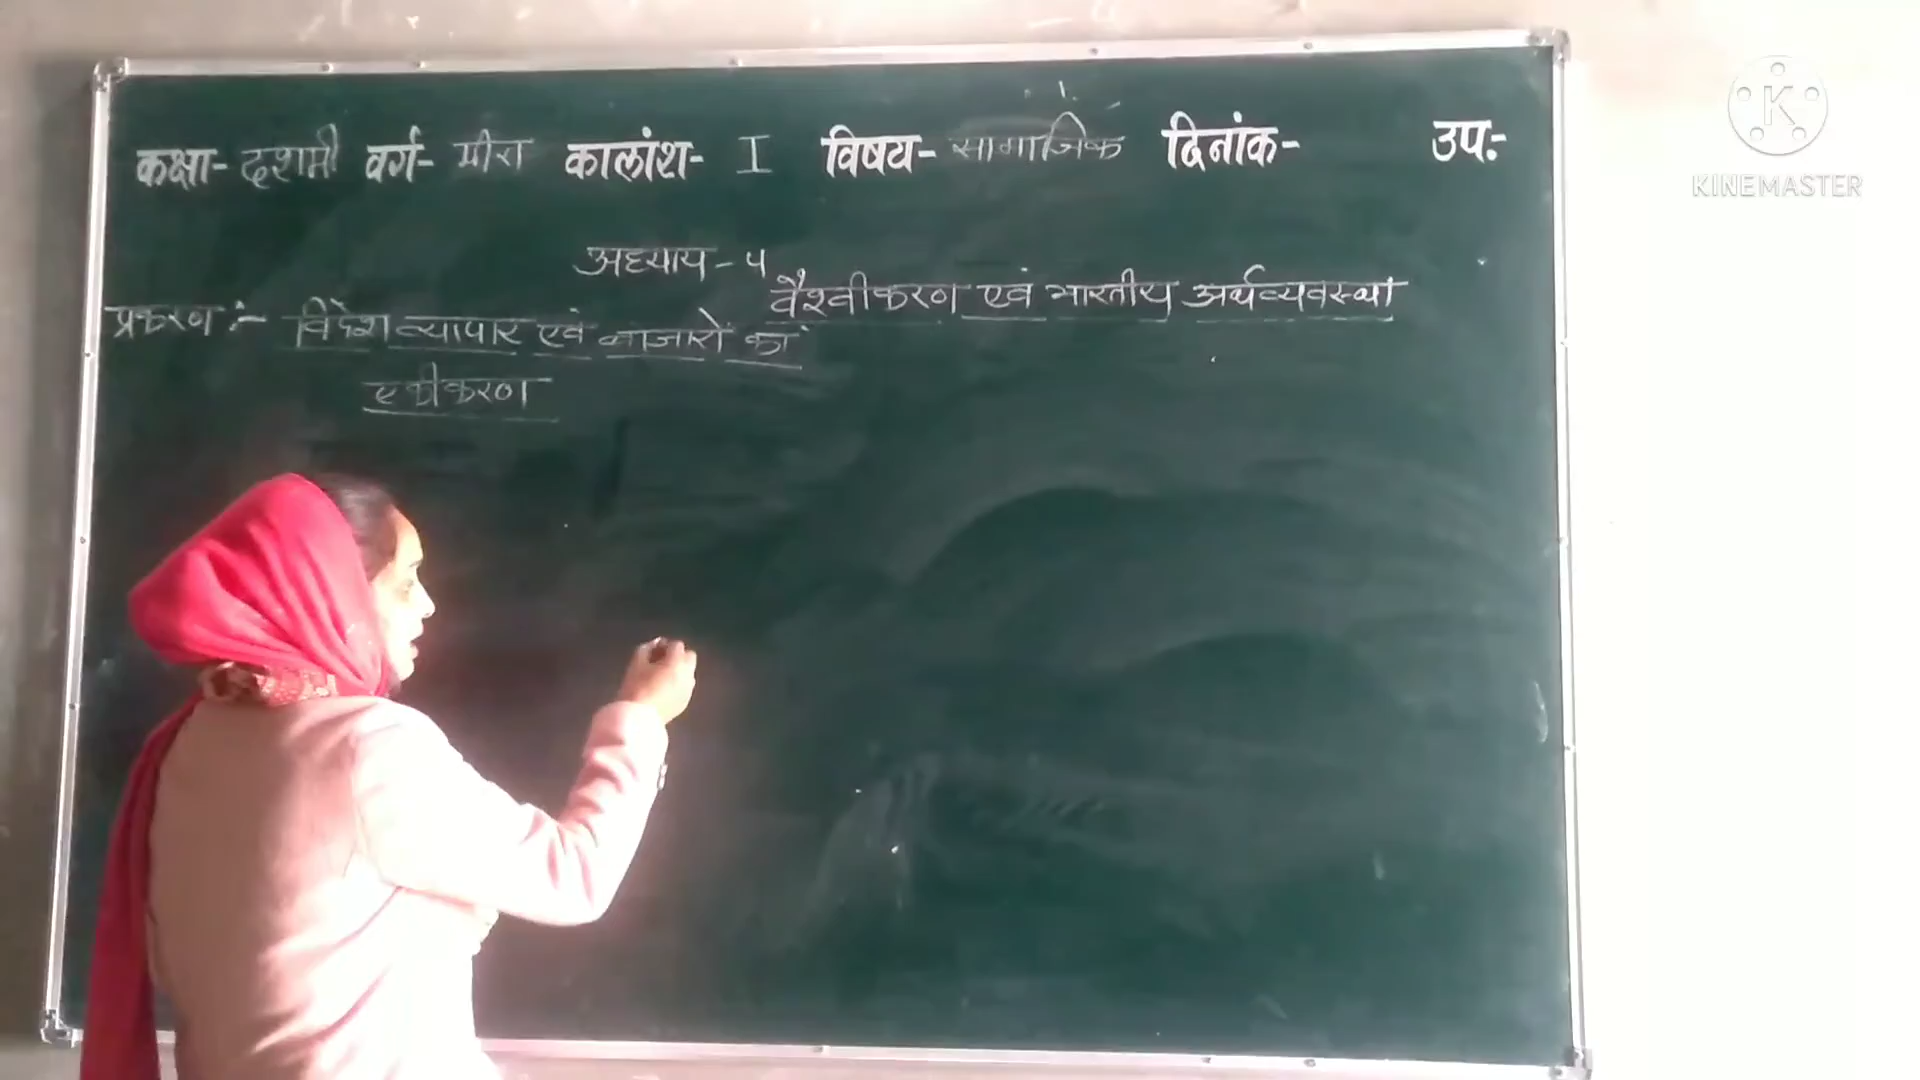 कक्षा- दशमी वर्ग- मीरा कालांश- I विषय- सामाजिक दिनांक- उप:-
अध्याय-५
वैश्वीकरण एवं भारतीय अर्थव्यवस्था
प्रकरण :- विदेश व्यापार एवं बाजारों का
एकीकरण
KINEMASTER